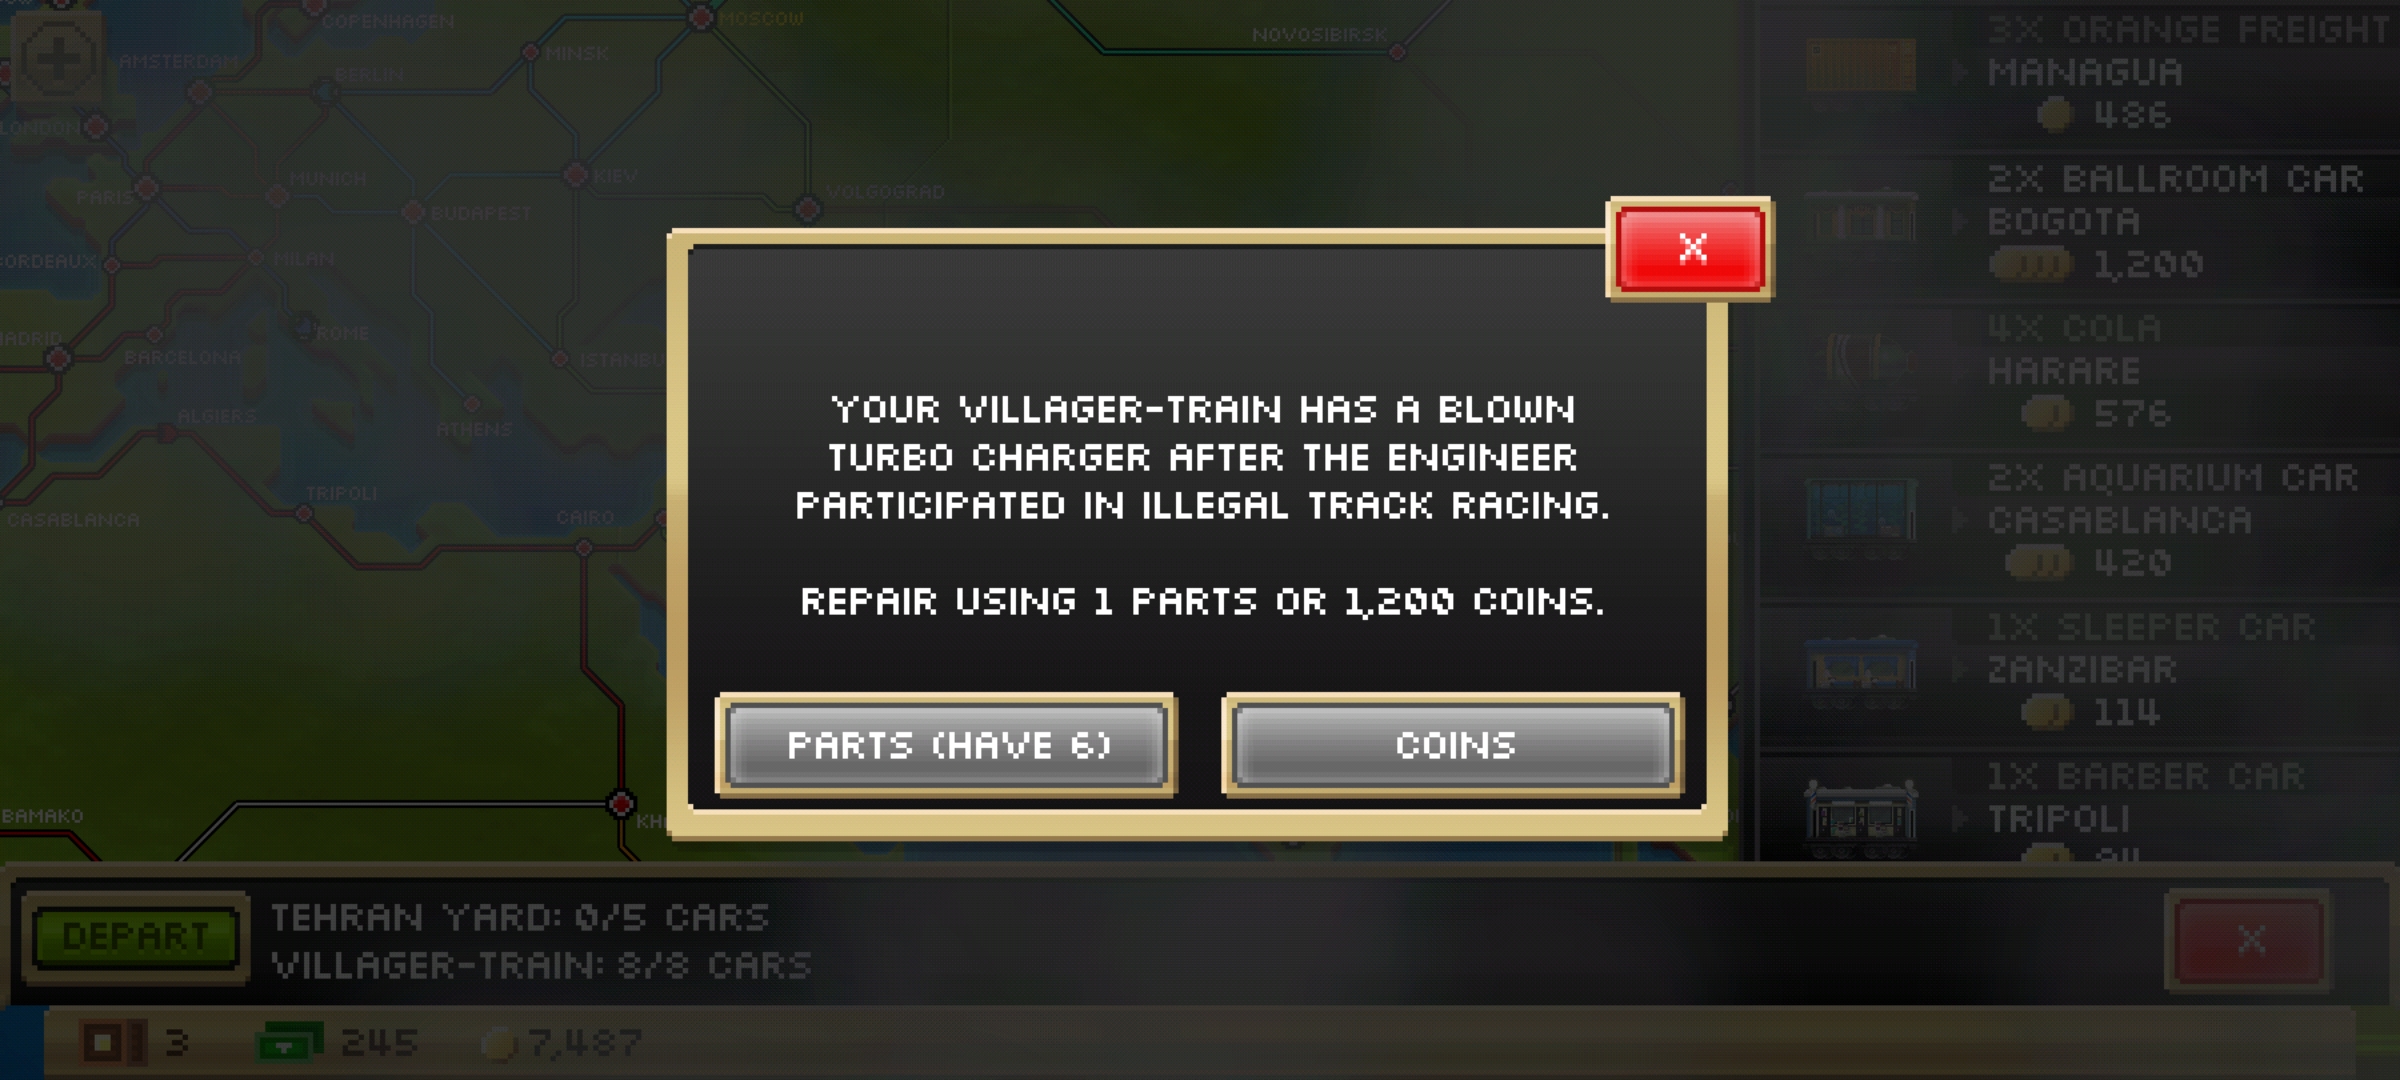 COPENHAGEN
MOSCOW
NOVOSIBIRSK
MINSK
AMSTERDAM
BERLIN
LONDON
MUNICH
KIEV
PARIS
VOLGOGRAD
BUDAPEST
ORDEAUX
MILAN
ADRID
ROME
BARCELONA
ISTANBU
ALGIERS
ATHENS
TRIPOLI
CASABLANCA
CAIRO
BAMAKO
KH
3X ORANGE FREIGHT
MANAGUA
486
2X BALLROOM CAR
BOGOTA
1,200
4X COLA
HARARE
576
2X AQUARIUM CAR
CASABLANCA
420
1X SLEEPER CAR
ZANZIBAR
114
1X BARBER CAR
TRIPOLI
X
YOUR VILLAGER-TRAIN HAS A BLOWN
TURBO CHARGER AFTER THE ENGINEER
PARTICIPATED IN ILLEGAL TRACK RACING.
REPAIR USING 1 PARTS OR 1,200 COINS.
PARTS (HAVE 6)
COINS
DEPART
TEHRAN YARD: 0/5 CARS
VILLAGER-TRAIN: 8/8 CARS
X
3
245
7,487